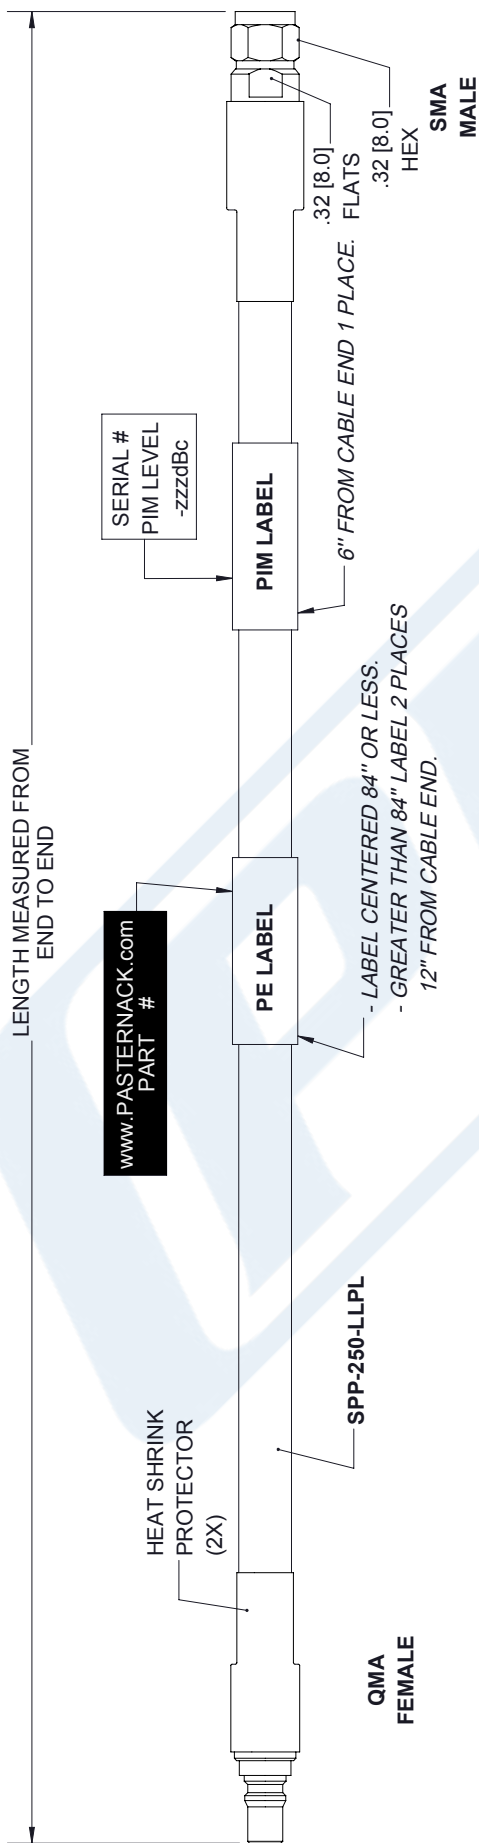 LENGTH MEASURED FROM
END TO END
www.PASTERNACK.com
PART #
SERIAL #
PIM LEVEL
-zzzdBc
HEAT SHRINK
PROTECTOR
(2X)
PE LABEL
PIM LABEL
SPP-250-LLPL
- LABEL CENTERED 84" OR LESS.
- GREATER THAN 84" LABEL 2 PLACES
12" FROM CABLE END.
6" FROM CABLE END 1 PLACE.
.32 [8.0]
FLATS
.32 [8.0]
HEX
QMA
FEMALE
SMA
MALE